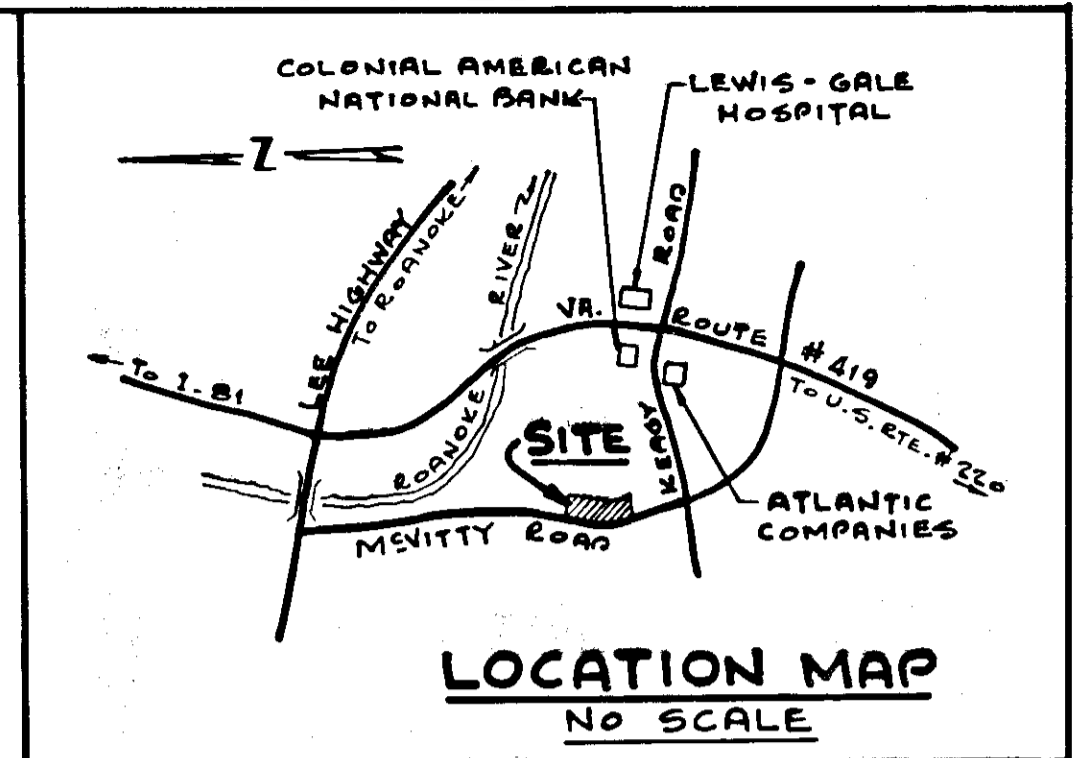 COLONIAL AMERICAN
NATIONAL BANK
LEWIS - GALE
HOSPITAL
Z
LEE HIGHWAY
TO ROANOKE
RIVER
ROAD
VA. ROUTE # 419
← TO I-81
TO U.S. RTE. # 220
ROANOKE
KEADY
SITE
ATLANTIC
COMPANIES
McVITTY ROAD
LOCATION MAP
NO SCALE